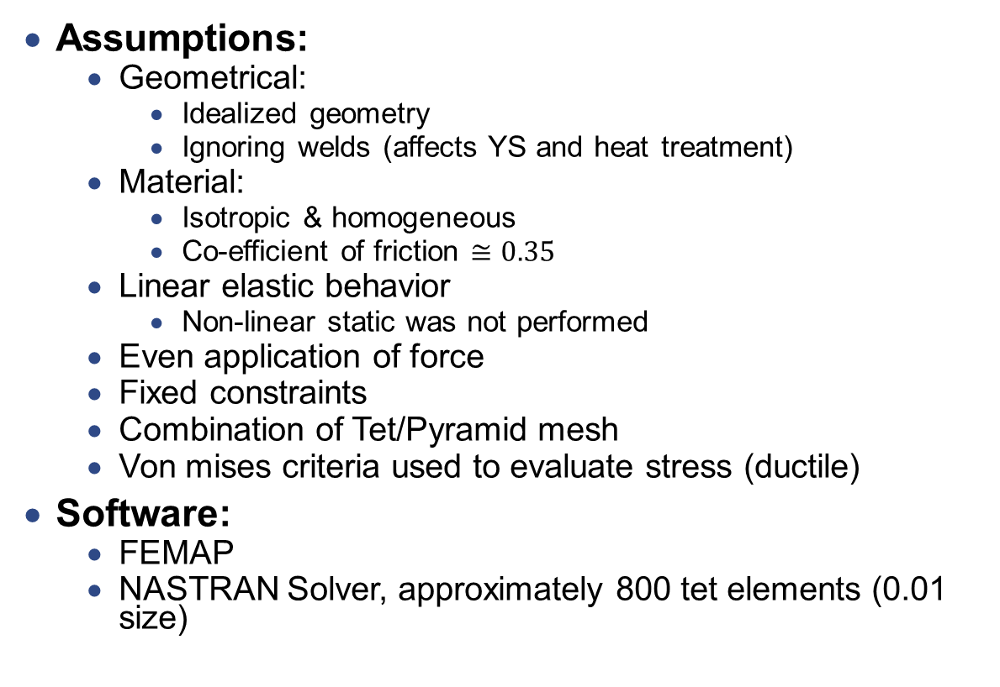 • Assumptions:
• Geometrical:
• Idealized geometry
• Ignoring welds (affects YS and heat treatment)
• Material:
• Isotropic & homogeneous
• Co-efficient of friction ≅ 0.35
• Linear elastic behavior
• Non-linear static was not performed
• Even application of force
• Fixed constraints
• Combination of Tet/Pyramid mesh
• Von mises criteria used to evaluate stress (ductile)
• Software:
• FEMAP
• NASTRAN Solver, approximately 800 tet elements (0.01
size)